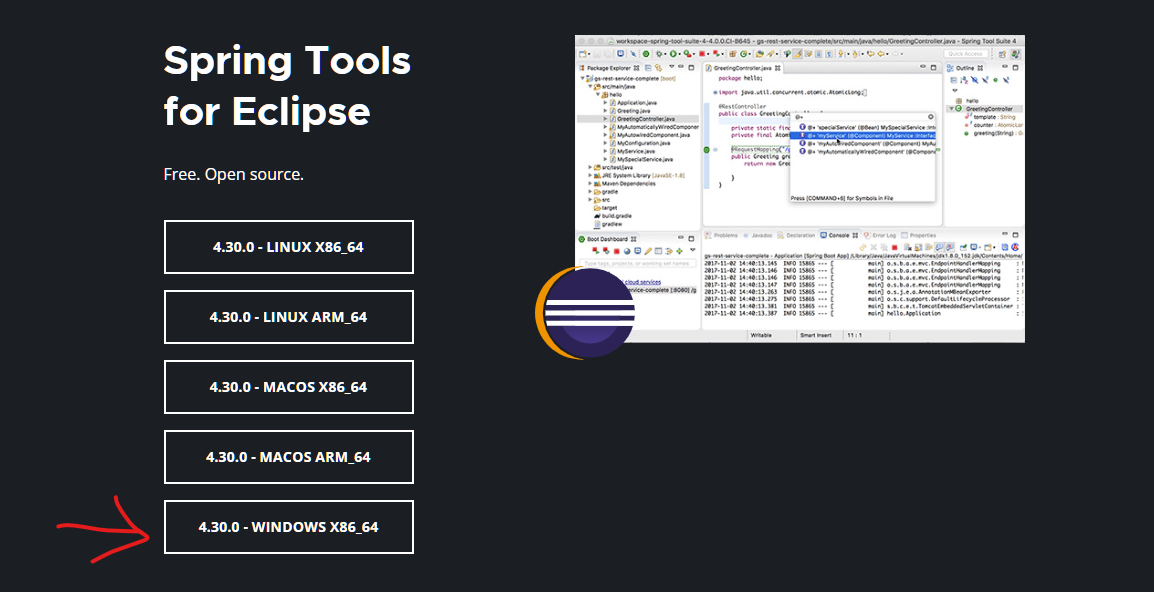 Spring Tools
for Eclipse
Free. Open source.
4.30.0 - LINUX X86_64
4.30.0 - LINUX ARM_64
4.30.0 - MACOS X86_64
4.30.0 - MACOS ARM_64
4.30.0 - WINDOWS X86_64
workspace-spring-tool-suite-4-4.0.0.CI-B645 - gs-rest-service-complete/src/main/java/hello/GreetingController.java - Spring Tool Suite 4
Quick Access
Package Explorer
gs-rest-service-complete [boot]
src/main/java
hello
Application.java
Greeting.java
GreetingController.java
MyAutomaticallyWiredComponen
MyAutowiredComponent.java
MyConfiguration.java
MyService.java
MySpecialService.java
src/test/java
JRE System Library [JavaSE-1.8]
Maven Dependencies
gradle
src
target
build.gradle
gradlew
GreetingController.java
package hello;
import java.util.concurrent.atomic.AtomicLong;
@RestController
public class GreetingC
private static fina
private final Atom
@RequestMapping("/g
public Greeting gre
return new Gree
}
}
@+
@+ 'specialService' (@Bean) MySpecialService
@+ 'myService' (@Component) MyService
@+ 'myAutoWiredComponent' (@Component) MyAu
@+ 'myAutomaticallyWiredComponent' (@Compon
Press [COMMAND+6] for Symbols in File
Outline
hello
GreetingController
template : String
counter : AtomicLon
greeting(String) : G
Boot Dashboard
Type tags, projects, or working set names
cloud services
service-complete [:8080] /g
Problems
Javadoc
Declaration
Console
Error Log
Properties
gs-rest-service-complete - Application [Spring Boot App] /Library/Java/JavaVirtualMachines/jdk1.8.0_152.jdk/Contents/Home/
2017-11-02 14:40:13.145 INFO 15865 --- [ main] o.s.b.a.e.mvc.EndpointHandlerMapping :
2017-11-02 14:40:13.146 INFO 15865 --- [ main] o.s.b.a.e.mvc.EndpointHandlerMapping :
2017-11-02 14:40:13.146 INFO 15865 --- [ main] o.s.b.a.e.mvc.EndpointHandlerMapping :
2017-11-02 14:40:13.147 INFO 15865 --- [ main] o.s.b.a.e.mvc.EndpointHandlerMapping :
2017-11-02 14:40:13.263 INFO 15865 --- [ main] o.s.j.e.a.AnnotationMBeanExporter :
2017-11-02 14:40:13.275 INFO 15865 --- [ main] o.s.c.support.DefaultLifecycleProcessor :
2017-11-02 14:40:13.381 INFO 15865 --- [ main] s.b.c.e.t.TomcatEmbeddedServletContainer :
2017-11-02 14:40:13.387 INFO 15865 --- [ main] hello.Application :
Writable
Smart Insert
11 : 1